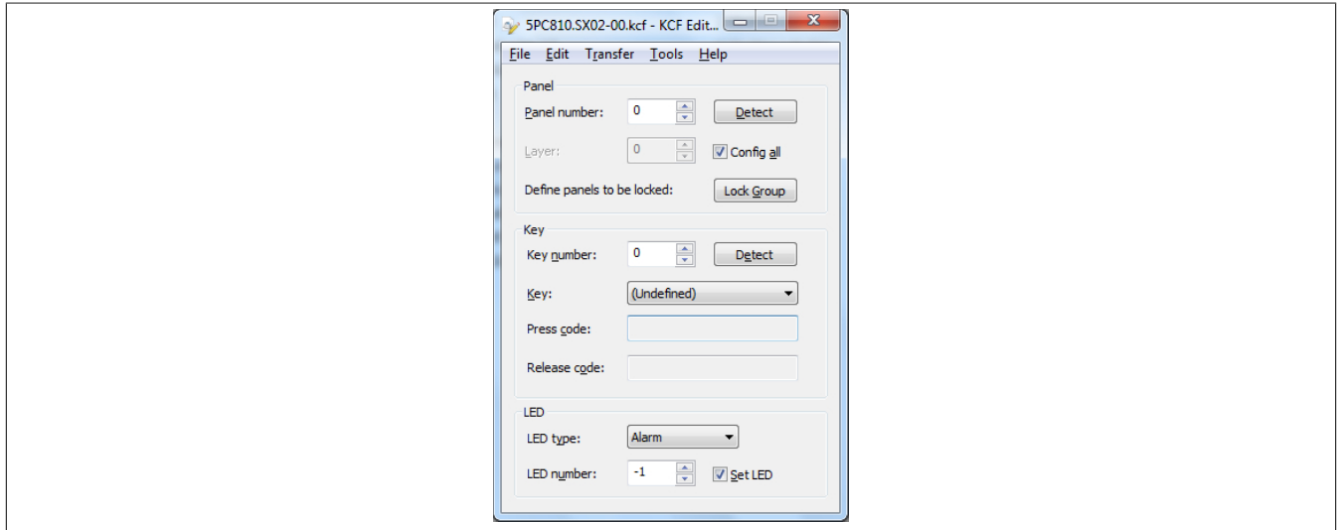 5PC810.SX02-00.kcf - KCF Edit...
File Edit Transfer Tools Help
Panel
Panel number: 0 Detect
Layer: 0 Config all
Define panels to be locked: Lock Group
Key
Key number: 0 Detect
Key: (Undefined)
Press code:
Release code:
LED
LED type: Alarm
LED number: -1 Set LED